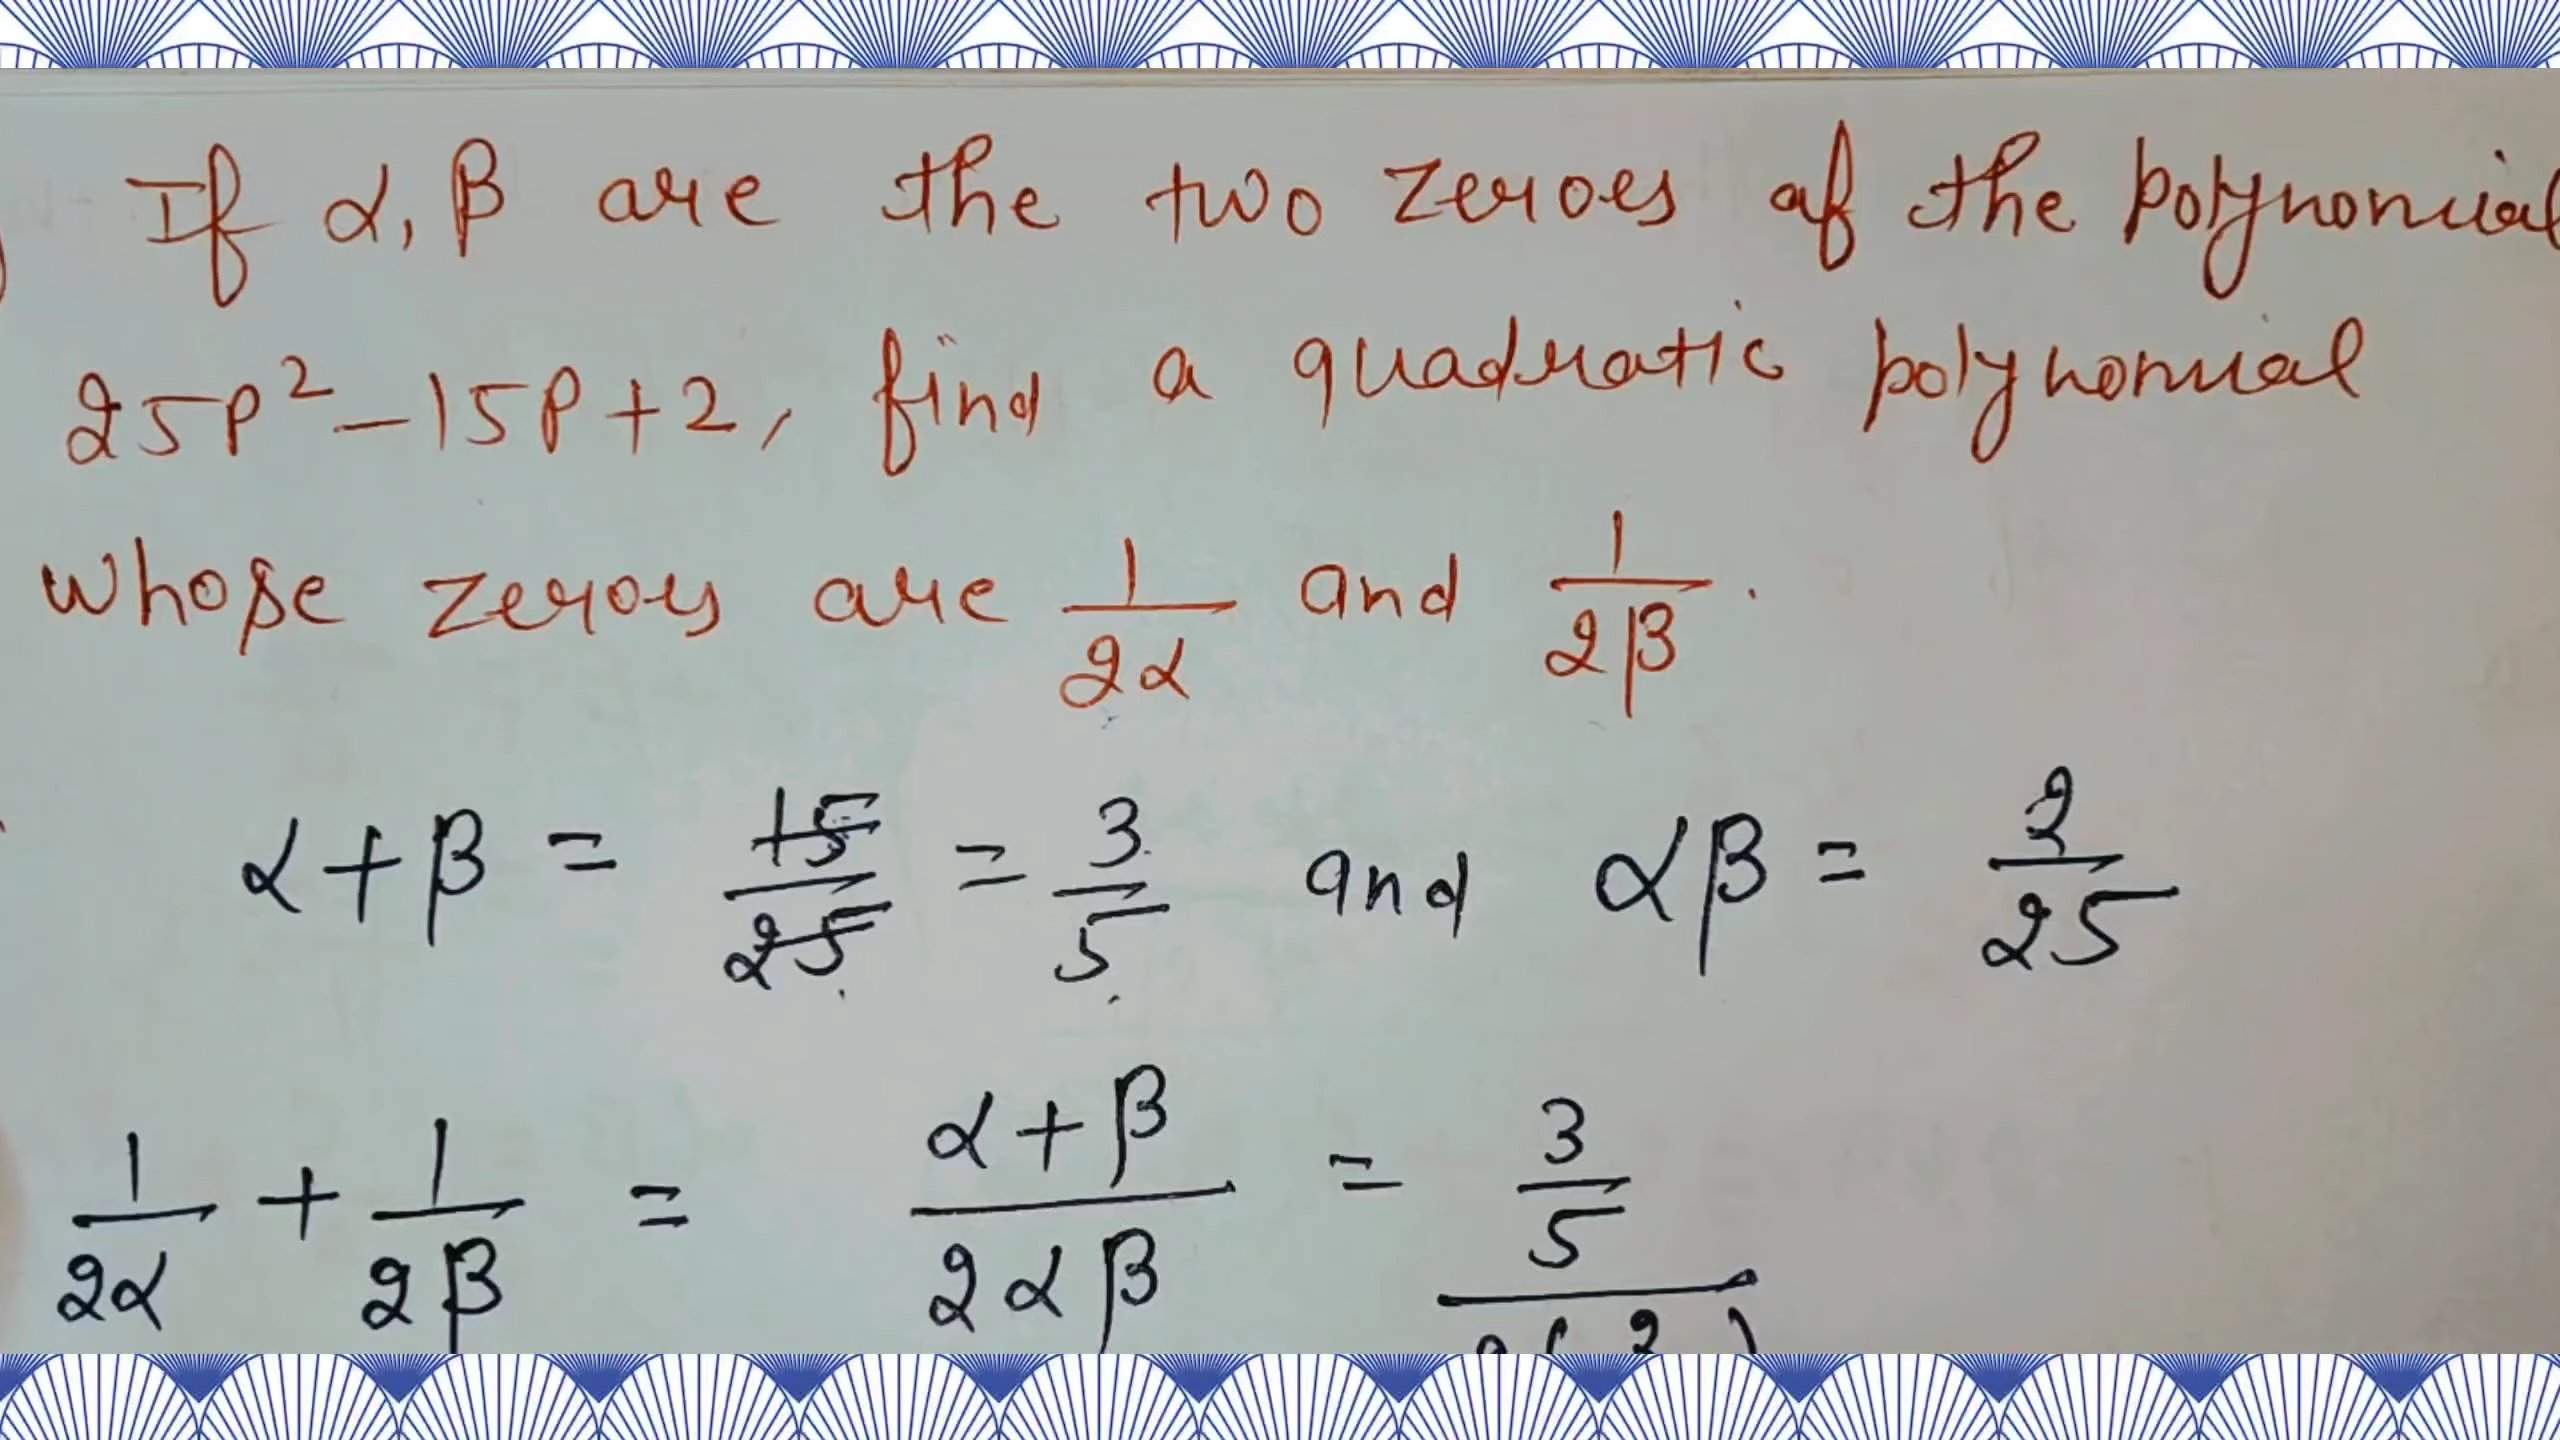 If α, β are the two zeroes of the polynomial
25p² - 15p + 2, find a quadratic polynomial
whose zeroes are 1/2α and 1/2β.
α + β = 15/25 = 3/5 and αβ = 2/25
1/2α + 1/2β = α + β/2αβ = 3/5